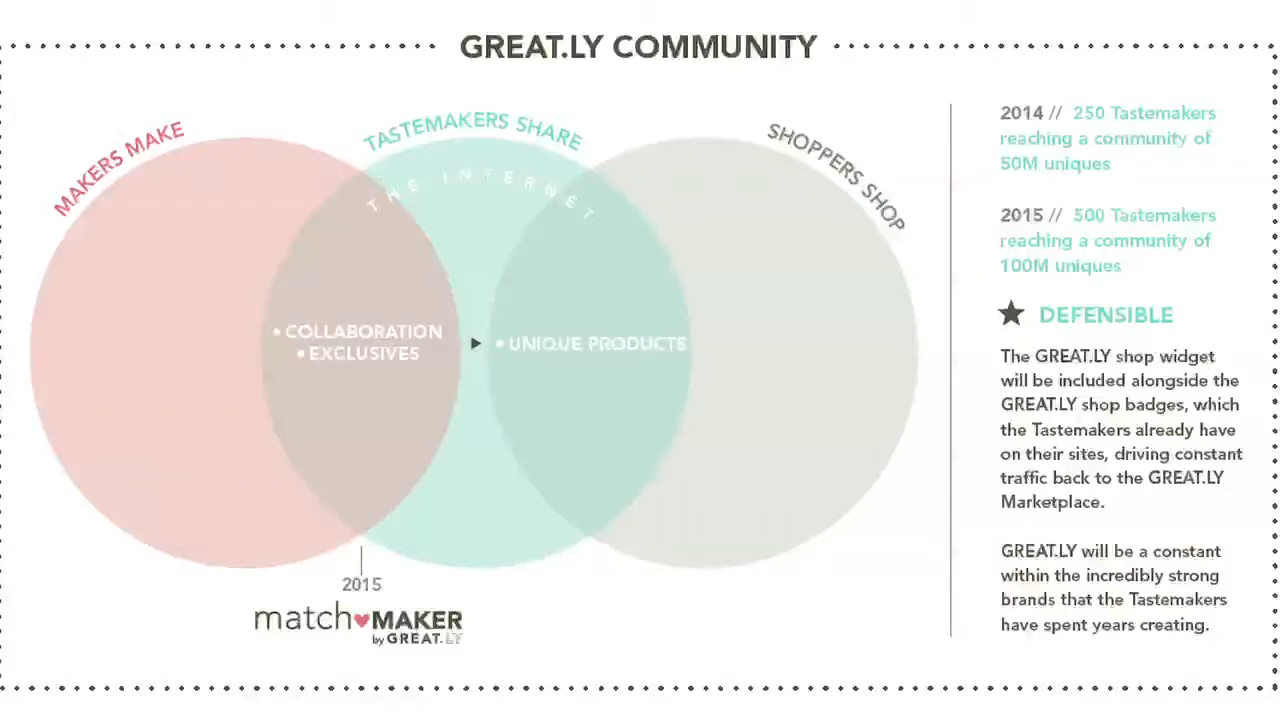 GREAT.LY COMMUNITY
MAKERS MAKE
TASTEMAKERS SHARE
THE INTERNET
SHOPPERS SHOP
• COLLABORATION
• EXCLUSIVES
• UNIQUE PRODUCTS
2015
match♥MAKER
by GREAT.LY
2014 // 250 Tastemakers
reaching a community of
50M uniques
2015 // 500 Tastemakers
reaching a community of
100M uniques
★ DEFENSIBLE
The GREAT.LY shop widget
will be included alongside the
GREAT.LY shop badges, which
the Tastemakers already have
on their sites, driving constant
traffic back to the GREAT.LY
Marketplace.
GREAT.LY will be a constant
within the incredibly strong
brands that the Tastemakers
have spent years creating.